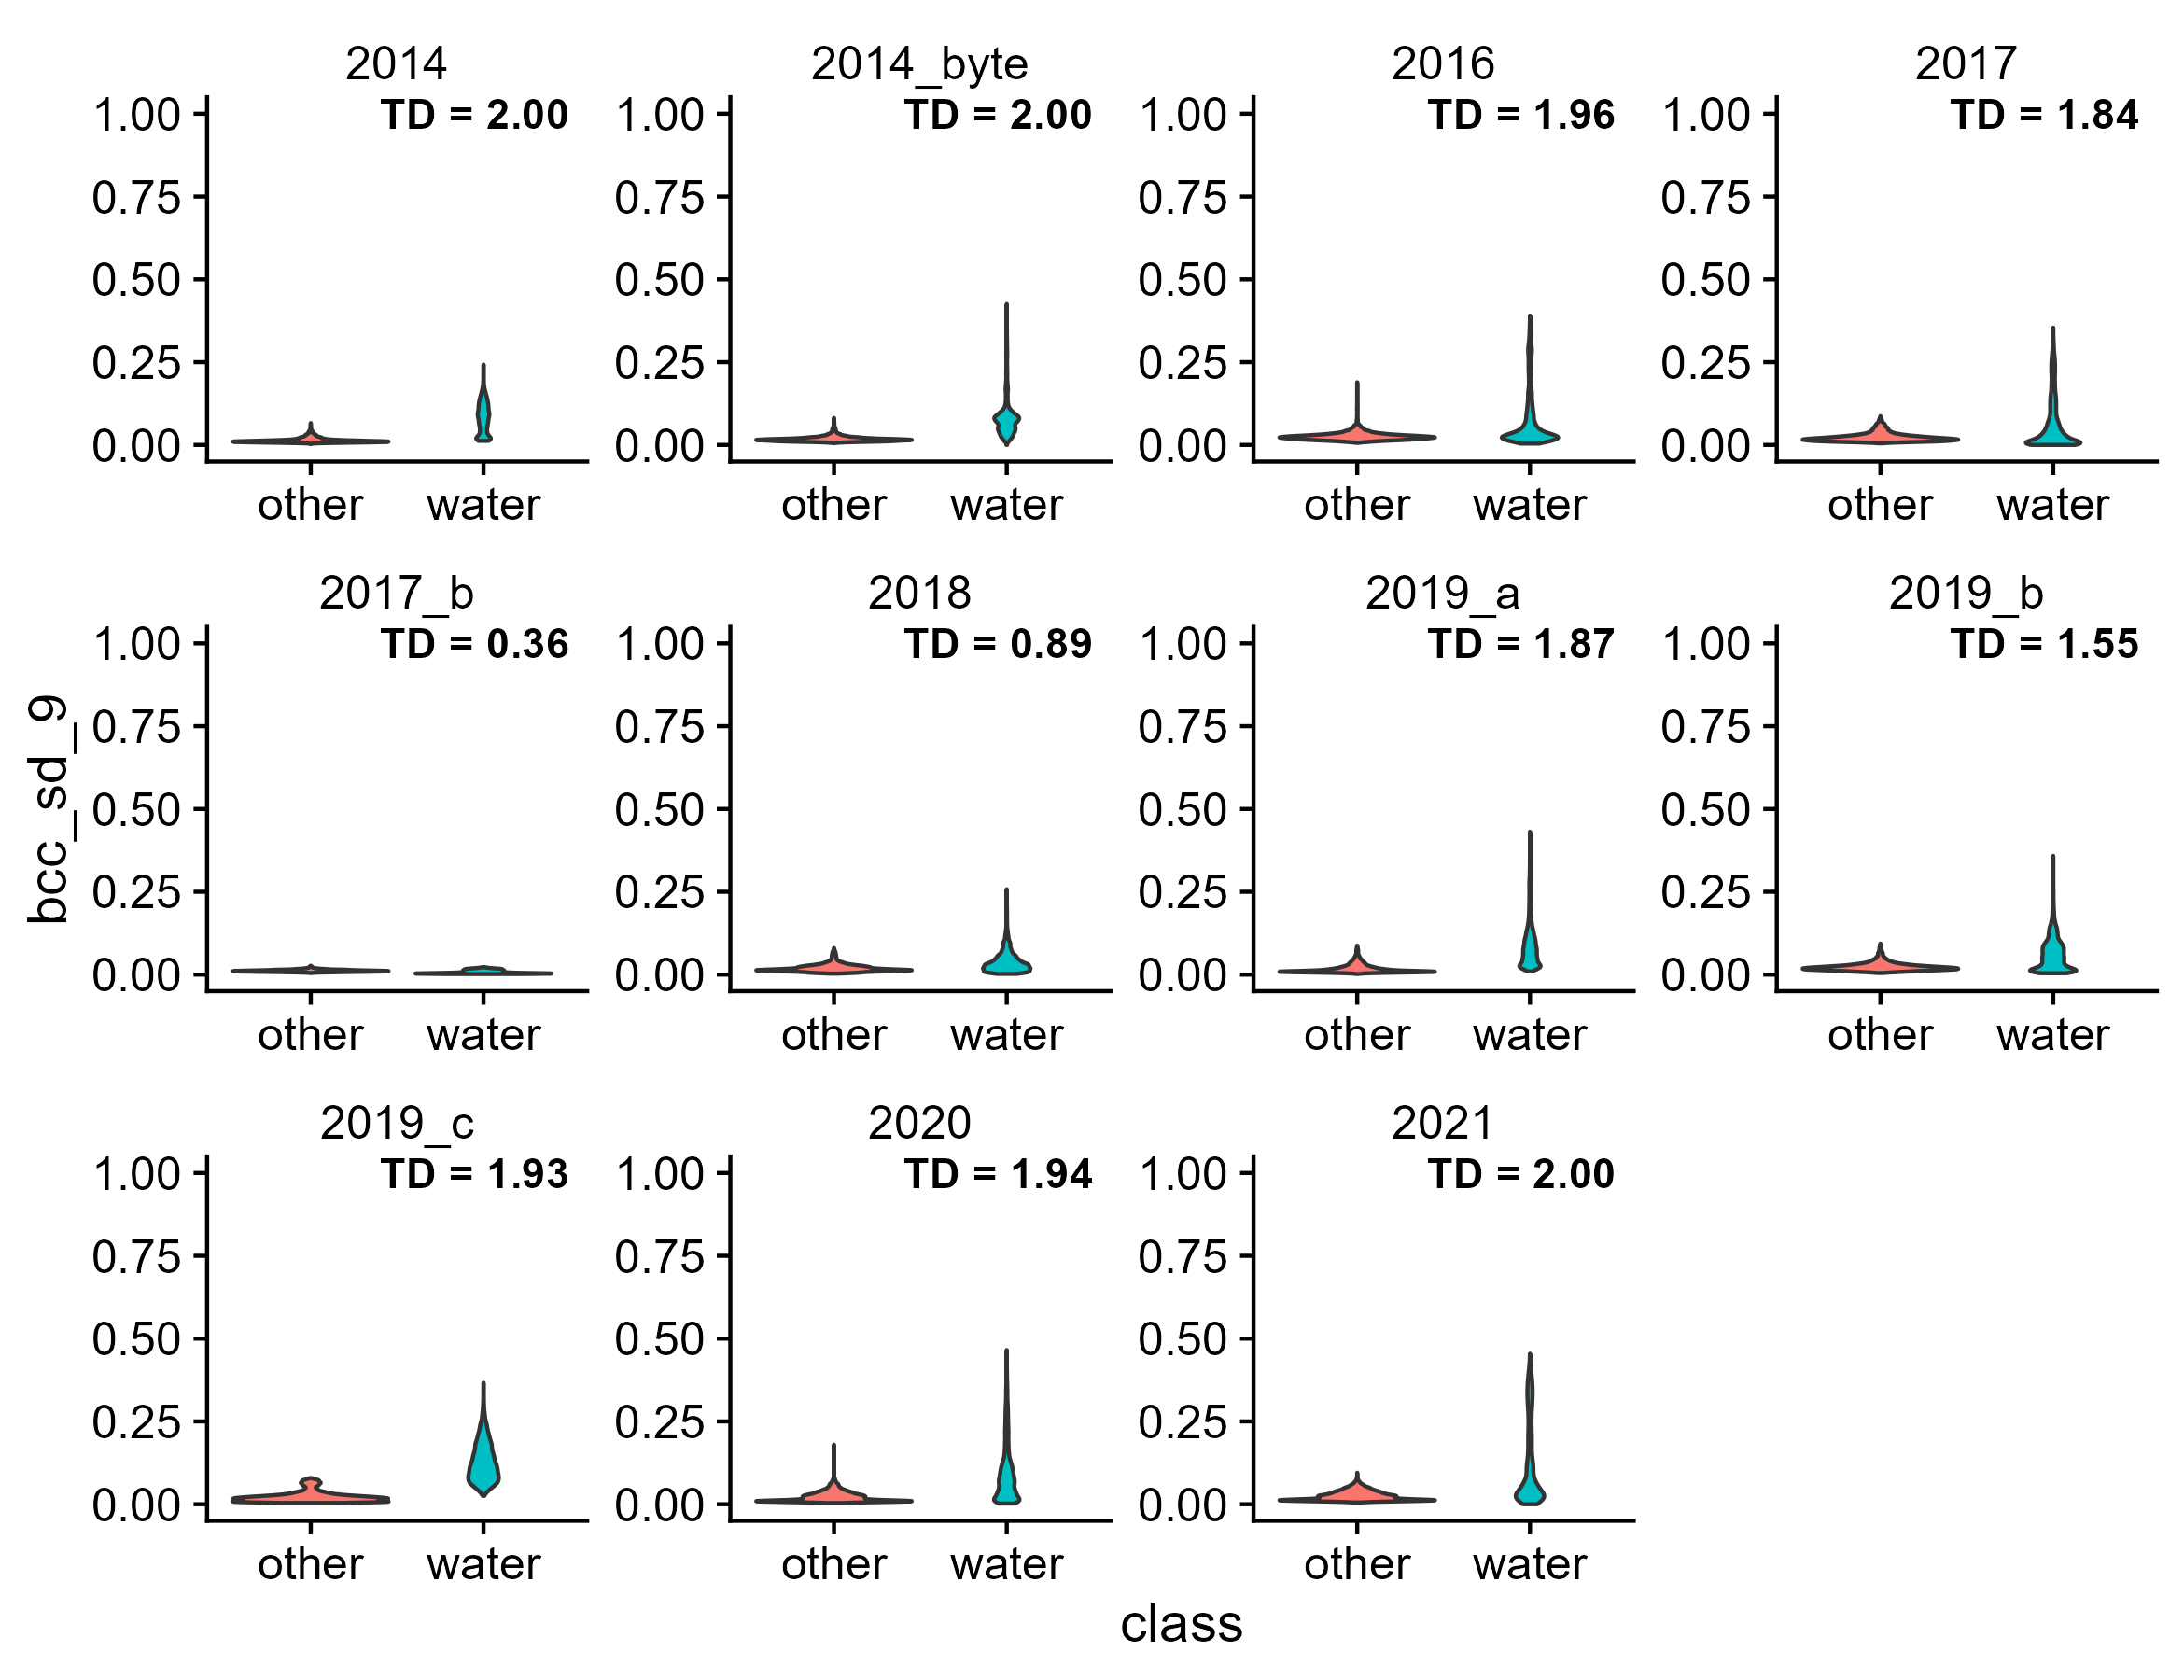 2014 2014_byte 2016 2017
TD = 2.00 TD = 2.00 TD = 1.96 TD = 1.84
1.00 1.00 1.00 1.00
0.75 0.75 0.75 0.75
0.50 0.50 0.50 0.50
0.25 0.25 0.25 0.25
0.00 0.00 0.00 0.00
other water other water other water other water
2017_b 2018 2019_a 2019_b
TD = 0.36 TD = 0.89 TD = 1.87 TD = 1.55
1.00 1.00 1.00 1.00
0.75 0.75 0.75 0.75
0.50 0.50 0.50 0.50
0.25 0.25 0.25 0.25
0.00 0.00 0.00 0.00
other water other water other water other water
bcc_sd_9
2019_c 2020 2021
TD = 1.93 TD = 1.94 TD = 2.00
1.00 1.00 1.00
0.75 0.75 0.75
0.50 0.50 0.50
0.25 0.25 0.25
0.00 0.00 0.00
other water other water other water
class